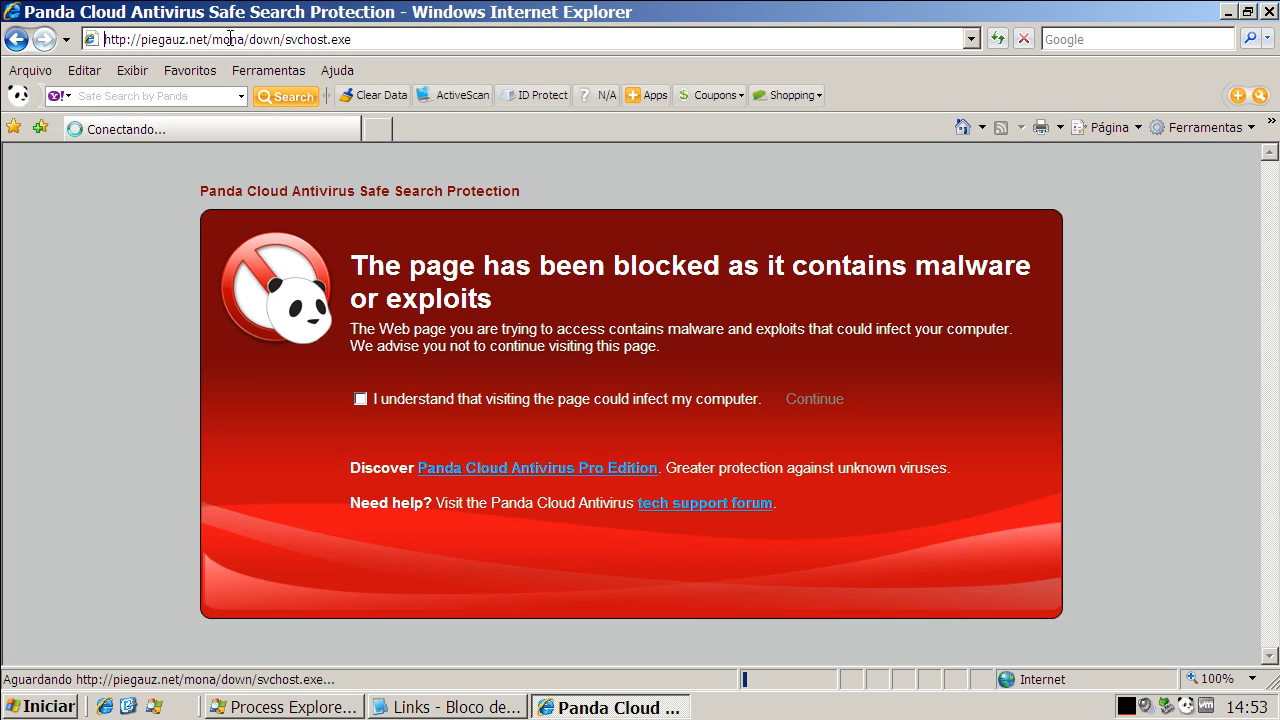 Panda Cloud Antivirus Safe Search Protection - Windows Internet Explorer
http://piegauz.net/mona/down/svchost.exe
Google
Arquivo Editar Exibir Favoritos Ferramentas Ajuda
Y! Safe Search by Panda Search Clear Data ActiveScan ID Protect ? N/A Apps $ Coupons Shopping
Conectando...
Página Ferramentas »
Panda Cloud Antivirus Safe Search Protection
The page has been blocked as it contains malware
or exploits
The Web page you are trying to access contains malware and exploits that could infect your computer.
We advise you not to continue visiting this page.
I understand that visiting the page could infect my computer. Continue
Discover Panda Cloud Antivirus Pro Edition. Greater protection against unknown viruses.
Need help? Visit the Panda Cloud Antivirus tech support forum.
Aguardando http://piegauz.net/mona/down/svchost.exe... Internet 100%
Iniciar Process Explore... Links - Bloco de... Panda Cloud ... 14:53